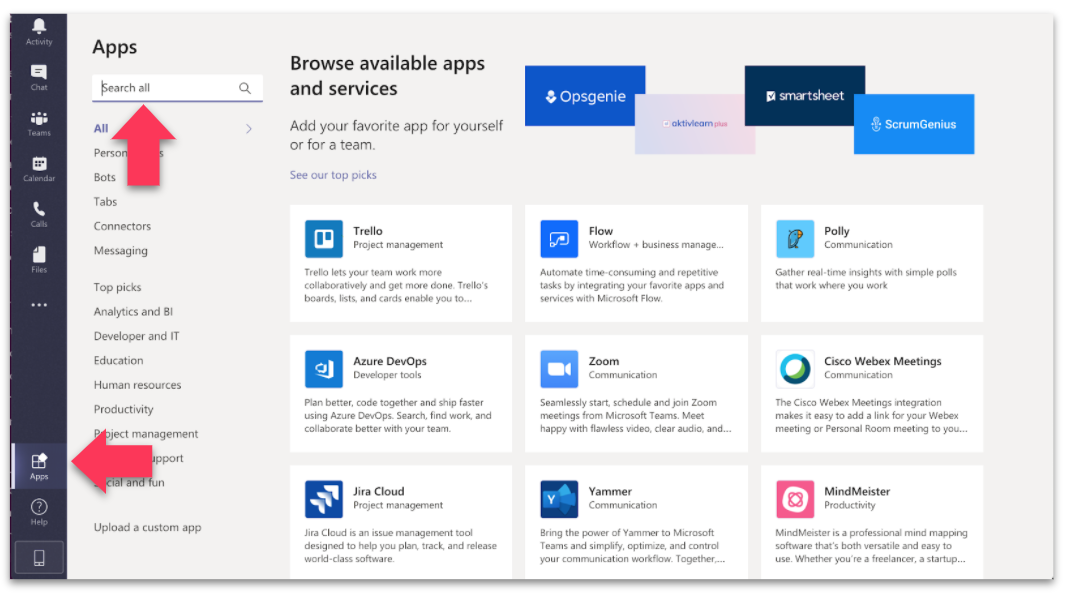 Activity
Chat
Teams
Calendar
Calls
Files
Apps
Help
Apps
Search all
All
Bots
Tabs
Connectors
Messaging
Top picks
Analytics and BI
Developer and IT
Education
Human resources
Productivity
Project management
Social and fun
Upload a custom app
Browse available apps
and services
Add your favorite app for yourself
or for a team.
See our top picks
Opsgenie
aktivlearn plus
smartsheet
ScrumGenius
Trello
Project management
Trello lets your team work more
collaboratively and get more done. Trello's
boards, lists, and cards enable you to...
Flow
Workflow + business manage...
Automate time-consuming and repetitive
tasks by integrating your favorite apps and
services with Microsoft Flow.
Polly
Communication
Gather real-time insights with simple polls
that work where you work
Azure DevOps
Developer tools
Plan better, code together and ship faster
using Azure DevOps. Search, find work, and
collaborate better with your team.
Zoom
Communication
Seamlessly start, schedule and join Zoom
meetings from Microsoft Teams. Meet
happy with flawless video, clear audio, and...
Cisco Webex Meetings
Communication
The Cisco Webex Meetings integration
makes it easy to add a link for your Webex
meeting or Personal Room meeting to you...
Jira Cloud
Project management
Jira Cloud is an issue management tool
designed to help you plan, track, and release
world-class software.
Yammer
Communication
Bring the power of Yammer to Microsoft
Teams and simplify, optimize, and control
your communication workflow. Together,...
MindMeister
Productivity
MindMeister is a professional mind mapping
software that's both versatile and easy to
use. Whether you're a freelancer, a startup...